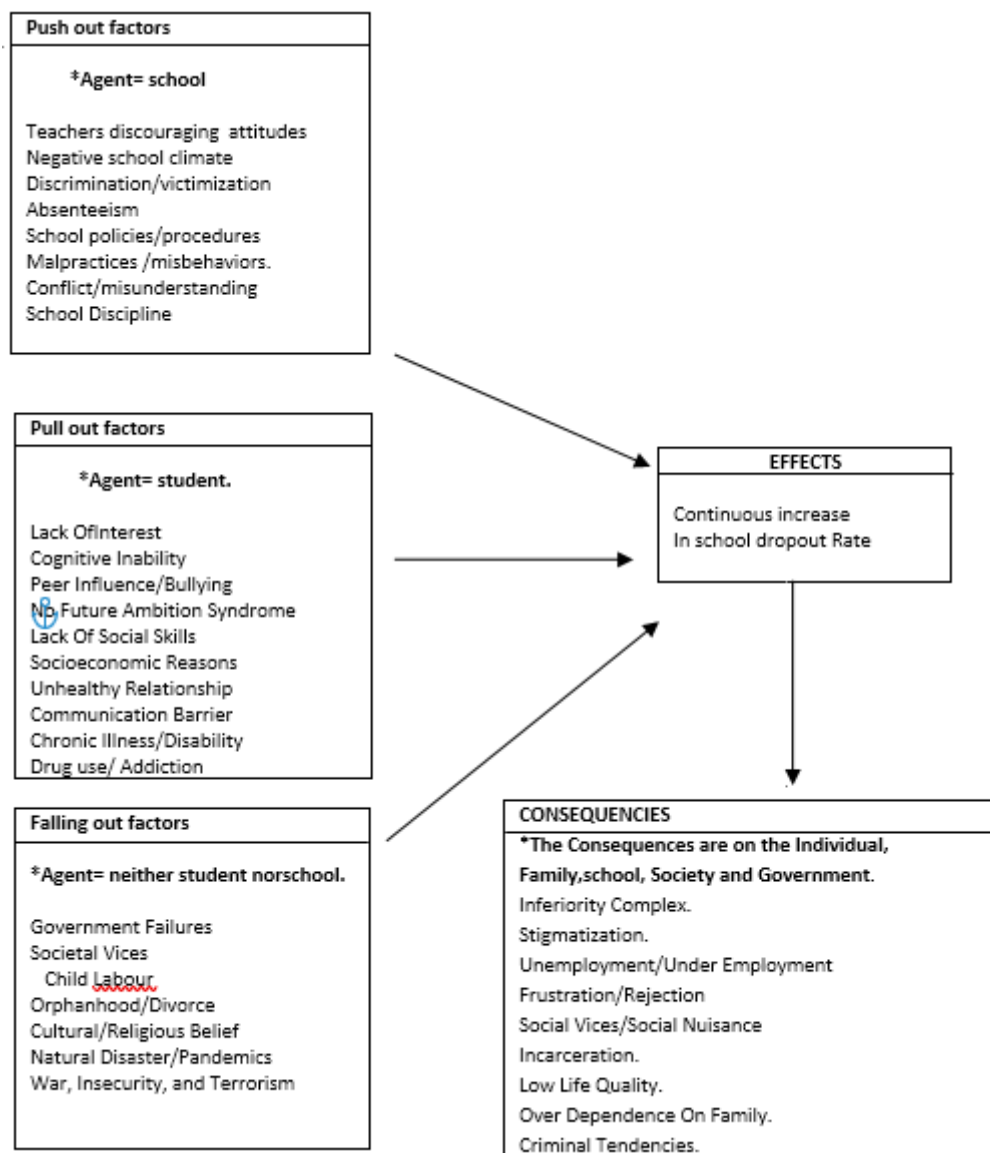 Push out factors
*Agent= school
Teachers discouraging attitudes
Negative school climate
Discrimination/victimization
Absenteeism
School policies/procedures
Malpractices /misbehaviors.
Conflict/misunderstanding
School Discipline
Pull out factors
*Agent= student.
Lack OfInterest
Cognitive Inability
Peer Influence/Bullying
No Future Ambition Syndrome
Lack Of Social Skills
Socioeconomic Reasons
Unhealthy Relationship
Communication Barrier
Chronic Illness/Disability
Drug use/ Addiction
Falling out factors
*Agent= neither student norschool.
Government Failures
Societal Vices
Child Labour
Orphanhood/Divorce
Cultural/Religious Belief
Natural Disaster/Pandemics
War, Insecurity, and Terrorism
EFFECTS
Continuous increase
In school dropout Rate
CONSEQUENCIES
*The Consequences are on the Individual,
Family,school, Society and Government.
Inferiority Complex.
Stigmatization.
Unemployment/Under Employment
Frustration/Rejection
Social Vices/Social Nuisance
Incarceration.
Low Life Quality.
Over Dependence On Family.
Criminal Tendencies.